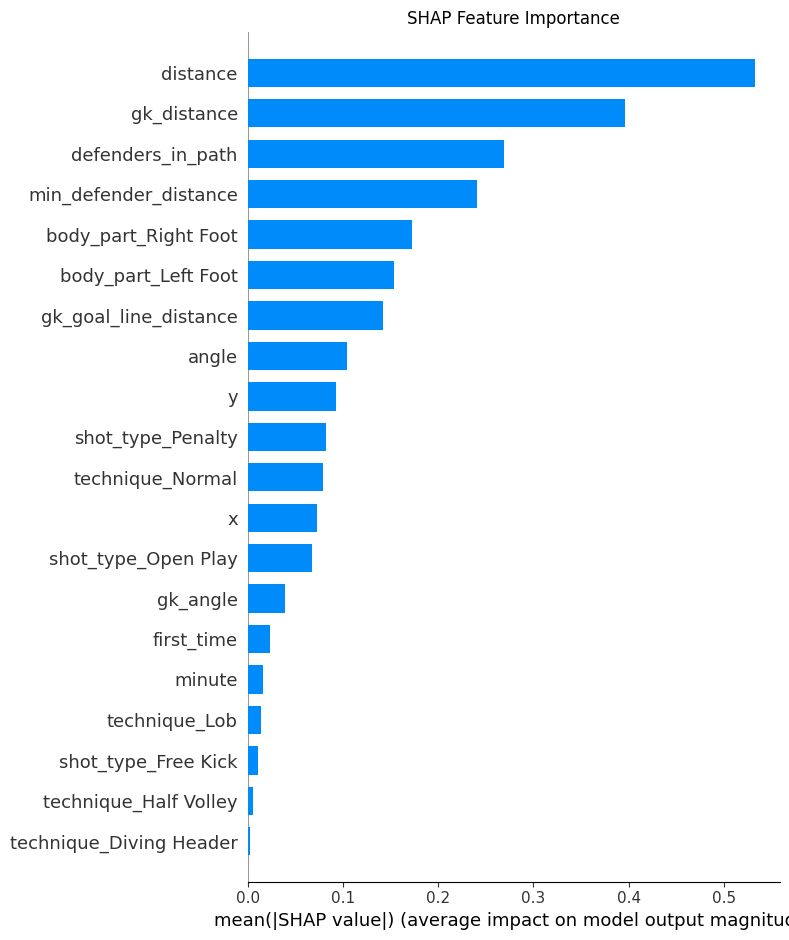 SHAP Feature Importance
distance
gk_distance
defenders_in_path
min_defender_distance
body_part_Right Foot
body_part_Left Foot
gk_goal_line_distance
angle
y
shot_type_Penalty
technique_Normal
x
shot_type_Open Play
gk_angle
first_time
minute
technique_Lob
shot_type_Free Kick
technique_Half Volley
technique_Diving Header
0.0 0.1 0.2 0.3 0.4 0.5
mean(|SHAP value|) (average impact on model output magnitud